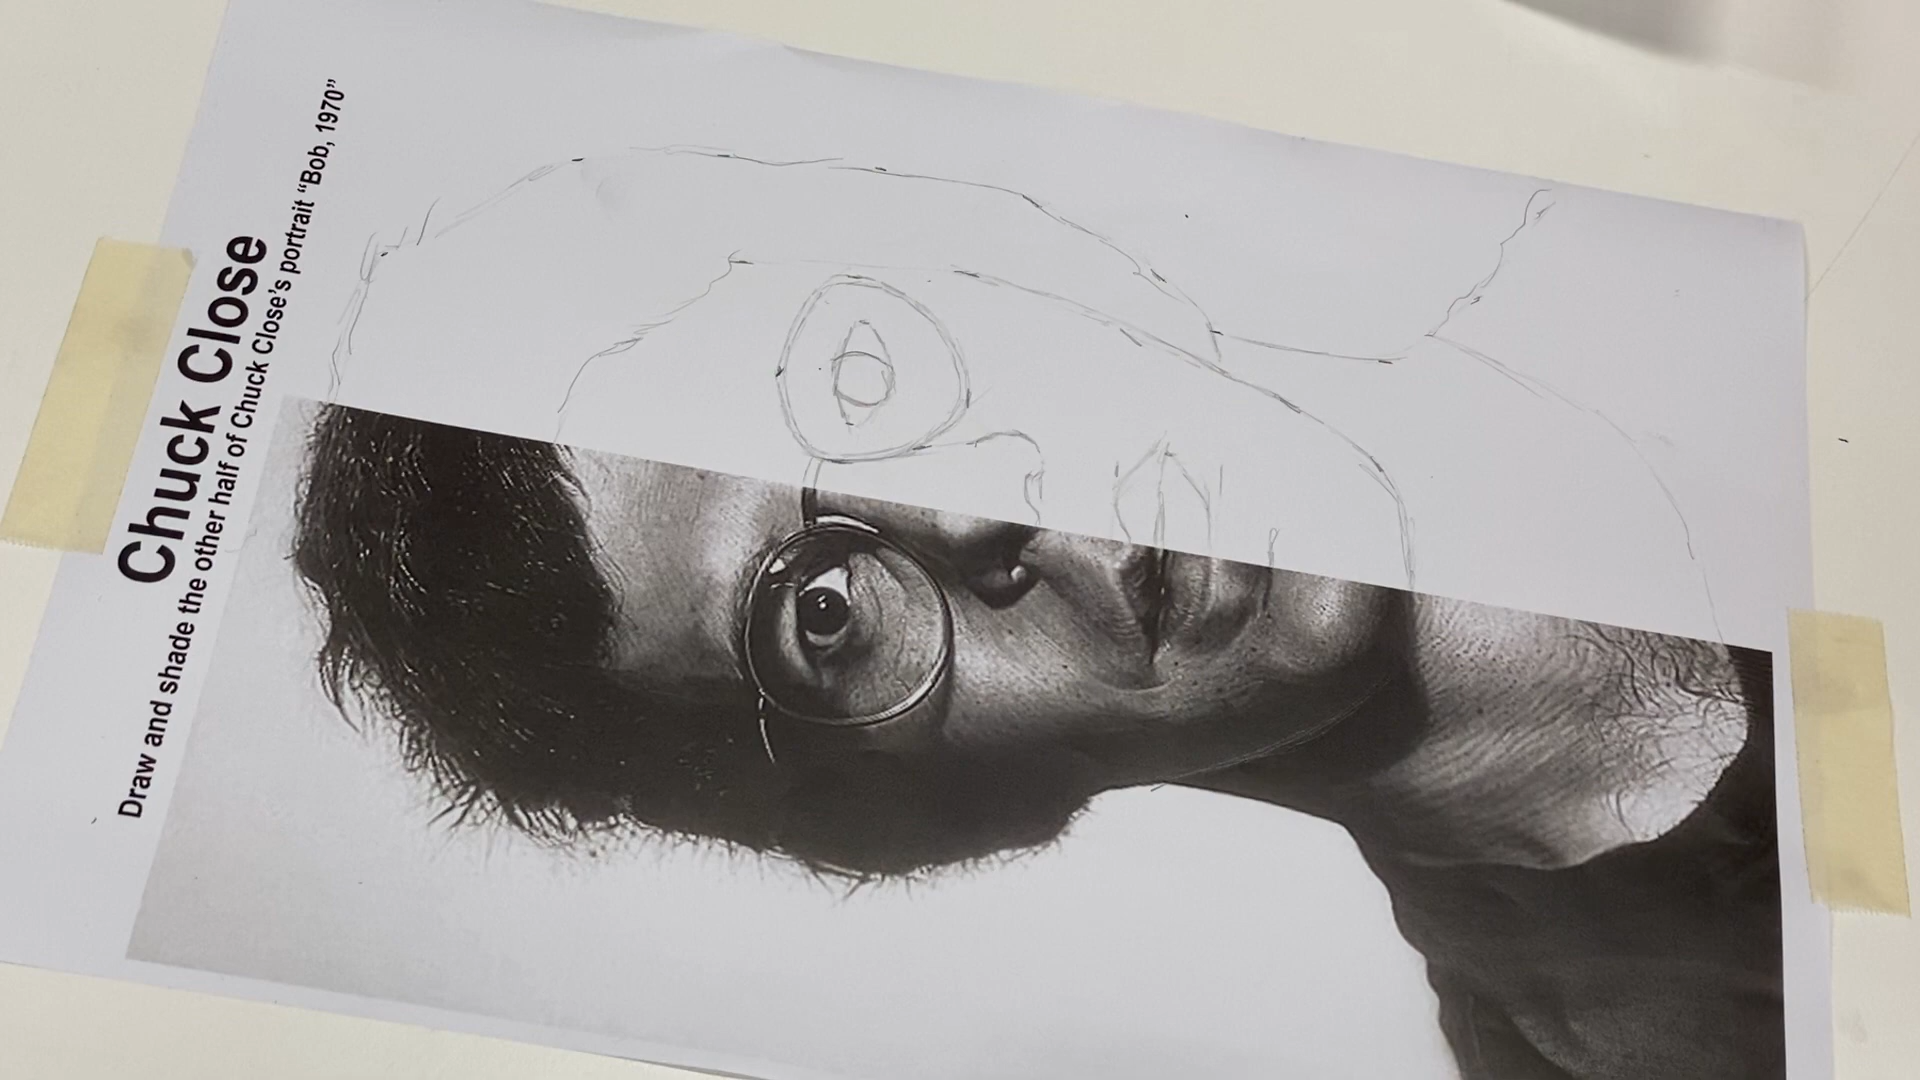 Chuck Close
Draw and shade the other half of Chuck Close's portrait “Bob, 1970”